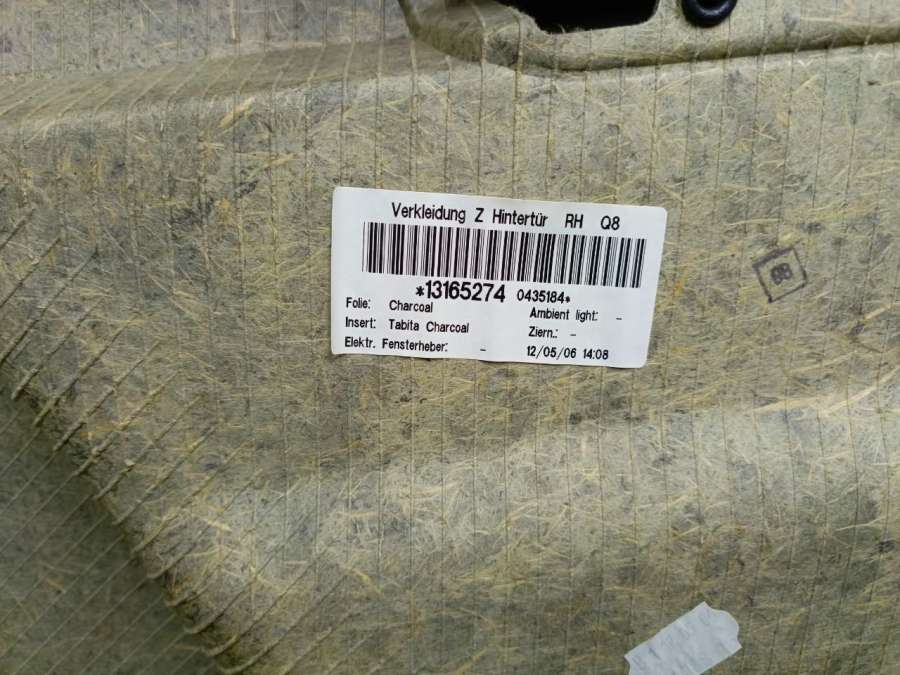 Verkleidung Z Hintertür RH Q8
*13165274 0435184*
Folie: Charcoal Ambient light: -
Insert: Tabita Charcoal Ziern.: -
Elektr. Fensterheber: - 12/05/06 14:08